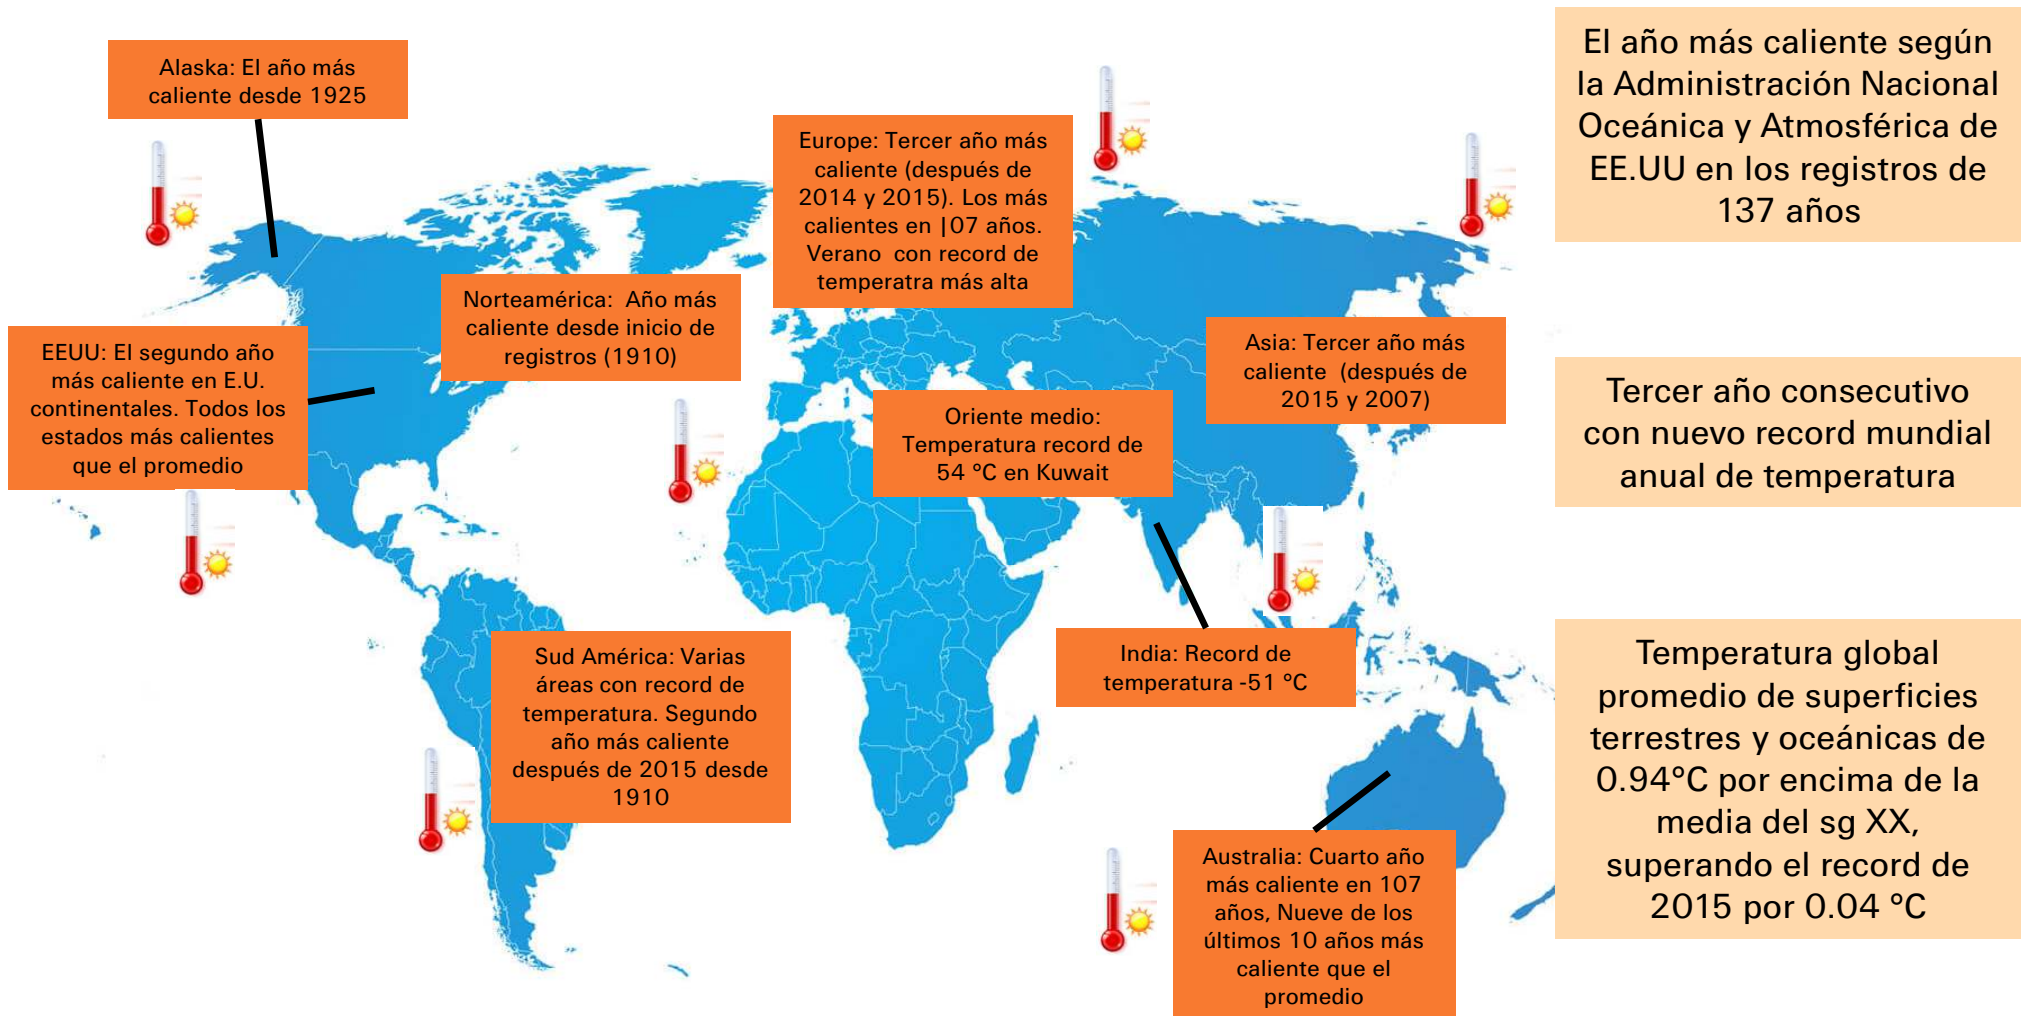 Alaska: El año más
caliente desde 1925
Europe: Tercer año más
caliente (después de
2014 y 2015). Los más
calientes en |07 años.
Verano  con record de
temperatra más alta
Norteamérica:  Año más
caliente desde inicio de
registros (1910)
EEUU: El segundo año
más caliente en E.U.
continentales. Todos los
estados más calientes
que el promedio
Asia: Tercer año más
caliente  (después de
2015 y 2007)
Oriente medio:
Temperatura record de
54 °C en Kuwait
Sud América: Varias
áreas con record de
temperatura. Segundo
año más caliente
después de 2015 desde
1910
India: Record de
temperatura -51 °C
Australia: Cuarto año
más caliente en 107
años, Nueve de los
últimos 10 años más
caliente que el
promedio
El año más caliente según
la Administración Nacional
Oceánica y Atmosférica de
EE.UU en los registros de
137 años
Tercer año consecutivo
con nuevo record mundial
anual de temperatura
Temperatura global
promedio de superficies
terrestres y oceánicas de
0.94°C por encima de la
media del sg XX,
superando el record de
2015 por 0.04 °C